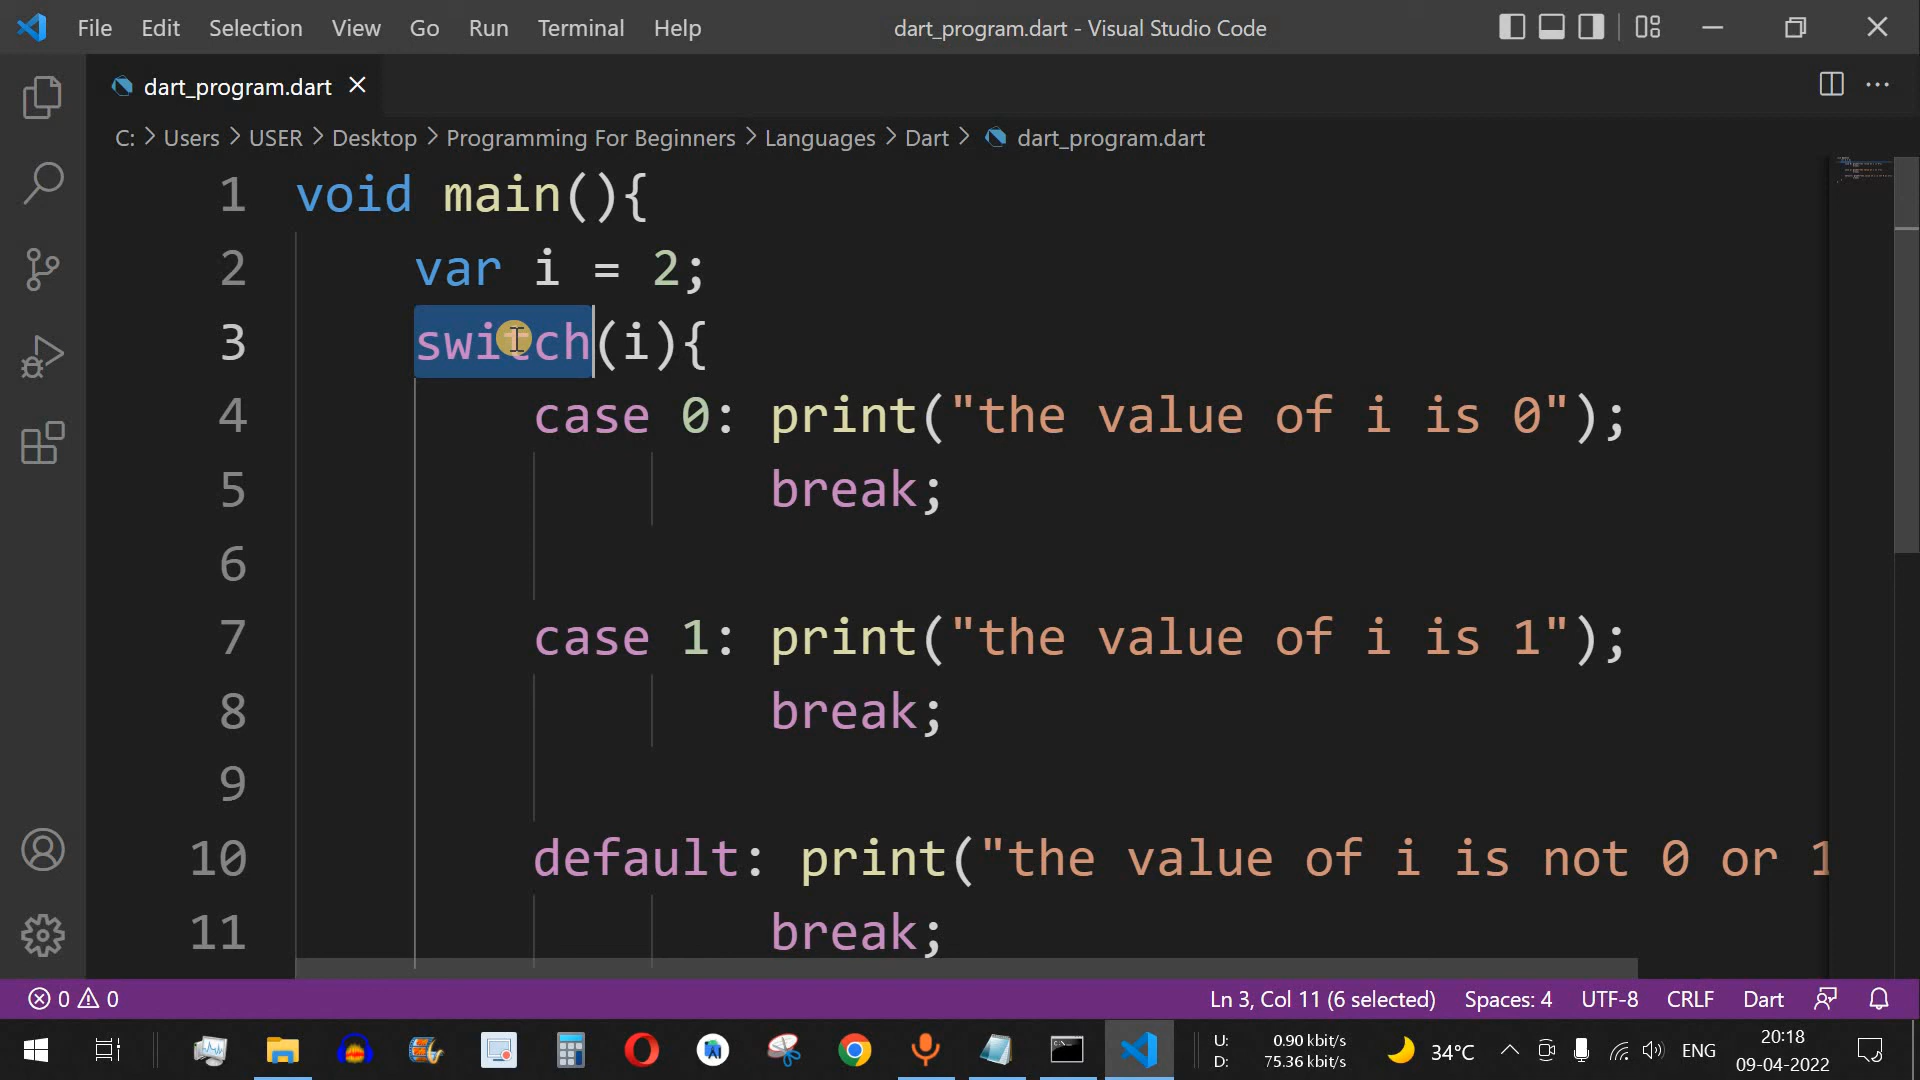 File Edit Selection View Go Run Terminal Help dart_program.dart - Visual Studio Code
dart_program.dart
C: > Users > USER > Desktop > Programming For Beginners > Languages > Dart > dart_program.dart
1 void main(){
2 var i = 2;
3 switch(i){
4 case 0: print("the value of i is 0");
5 break;
6
7 case 1: print("the value of i is 1");
8 break;
9
10 default: print("the value of i is not 0 or 1
11 break;
0 0 Ln 3, Col 11 (6 selected) Spaces: 4 UTF-8 CRLF Dart
U: 0.90 kbit/s
D: 75.36 kbit/s
34°C ENG
20:18
09-04-2022